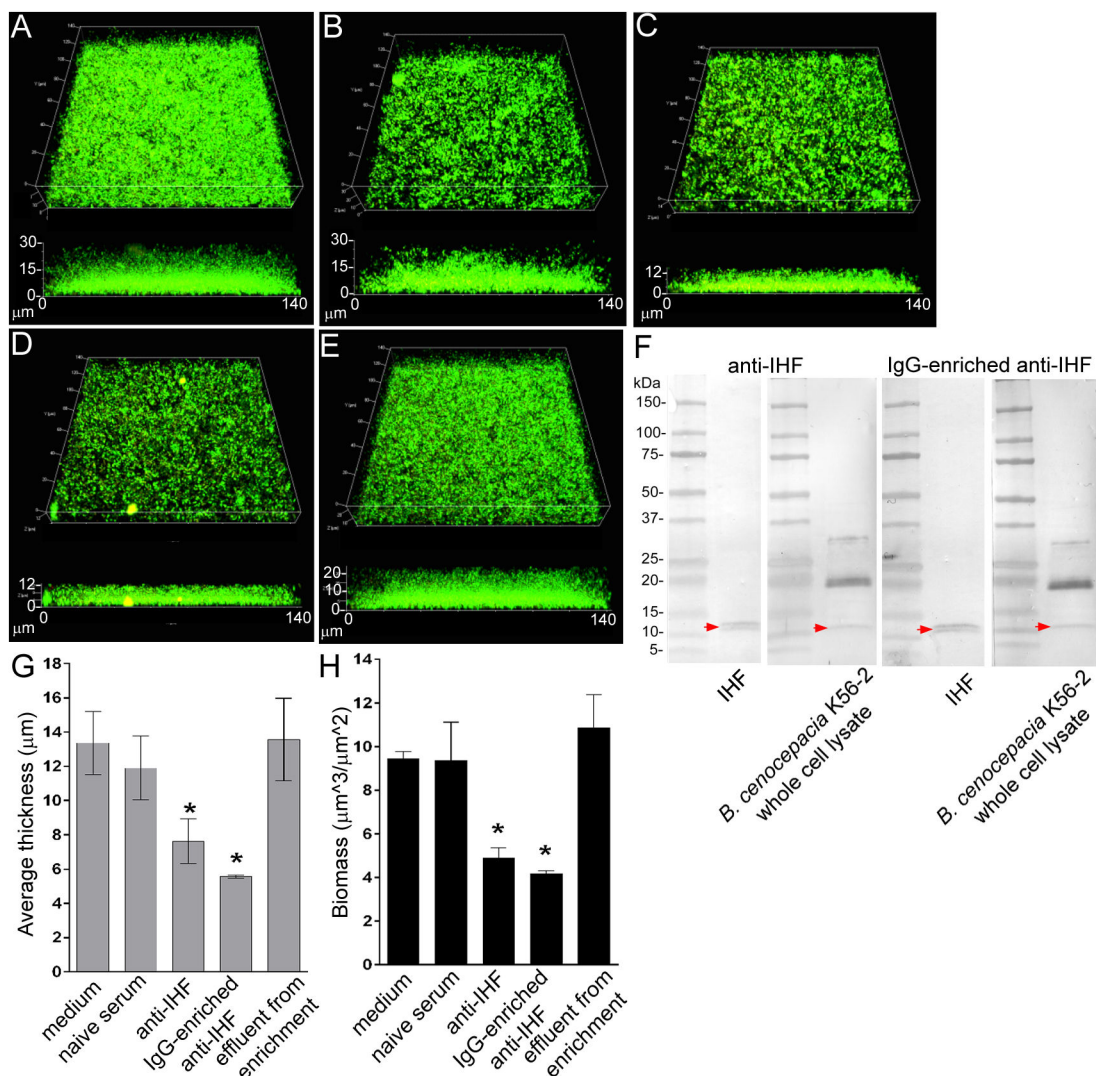 A
B
C
30
15
0
0
140
μm
30
15
0
0
140
μm
12
0
0
140
μm
D
E
F
12
0
0
140
μm
20
10
0
0
140
μm
anti-IHF
IgG-enriched anti-IHF
kDa
150-
100-
75-
50-
37-
25-
20-
15-
10-
5-
IHF
B. cenocepacia K56-2
whole cell lysate
IHF
B. cenocepacia K56-2
whole cell lysate
G
Average thickness (μm)
18
16
14
12
10
8
6
4
2
0
*
*
medium
naive serum
anti-IHF
IgG-enriched
anti-IHF
effluent from
enrichment
H
Biomass (μm^3/μm^2)
14
12
10
8
6
4
2
0
*
*
medium
naive serum
anti-IHF
IgG-enriched
anti-IHF
effluent from
enrichment